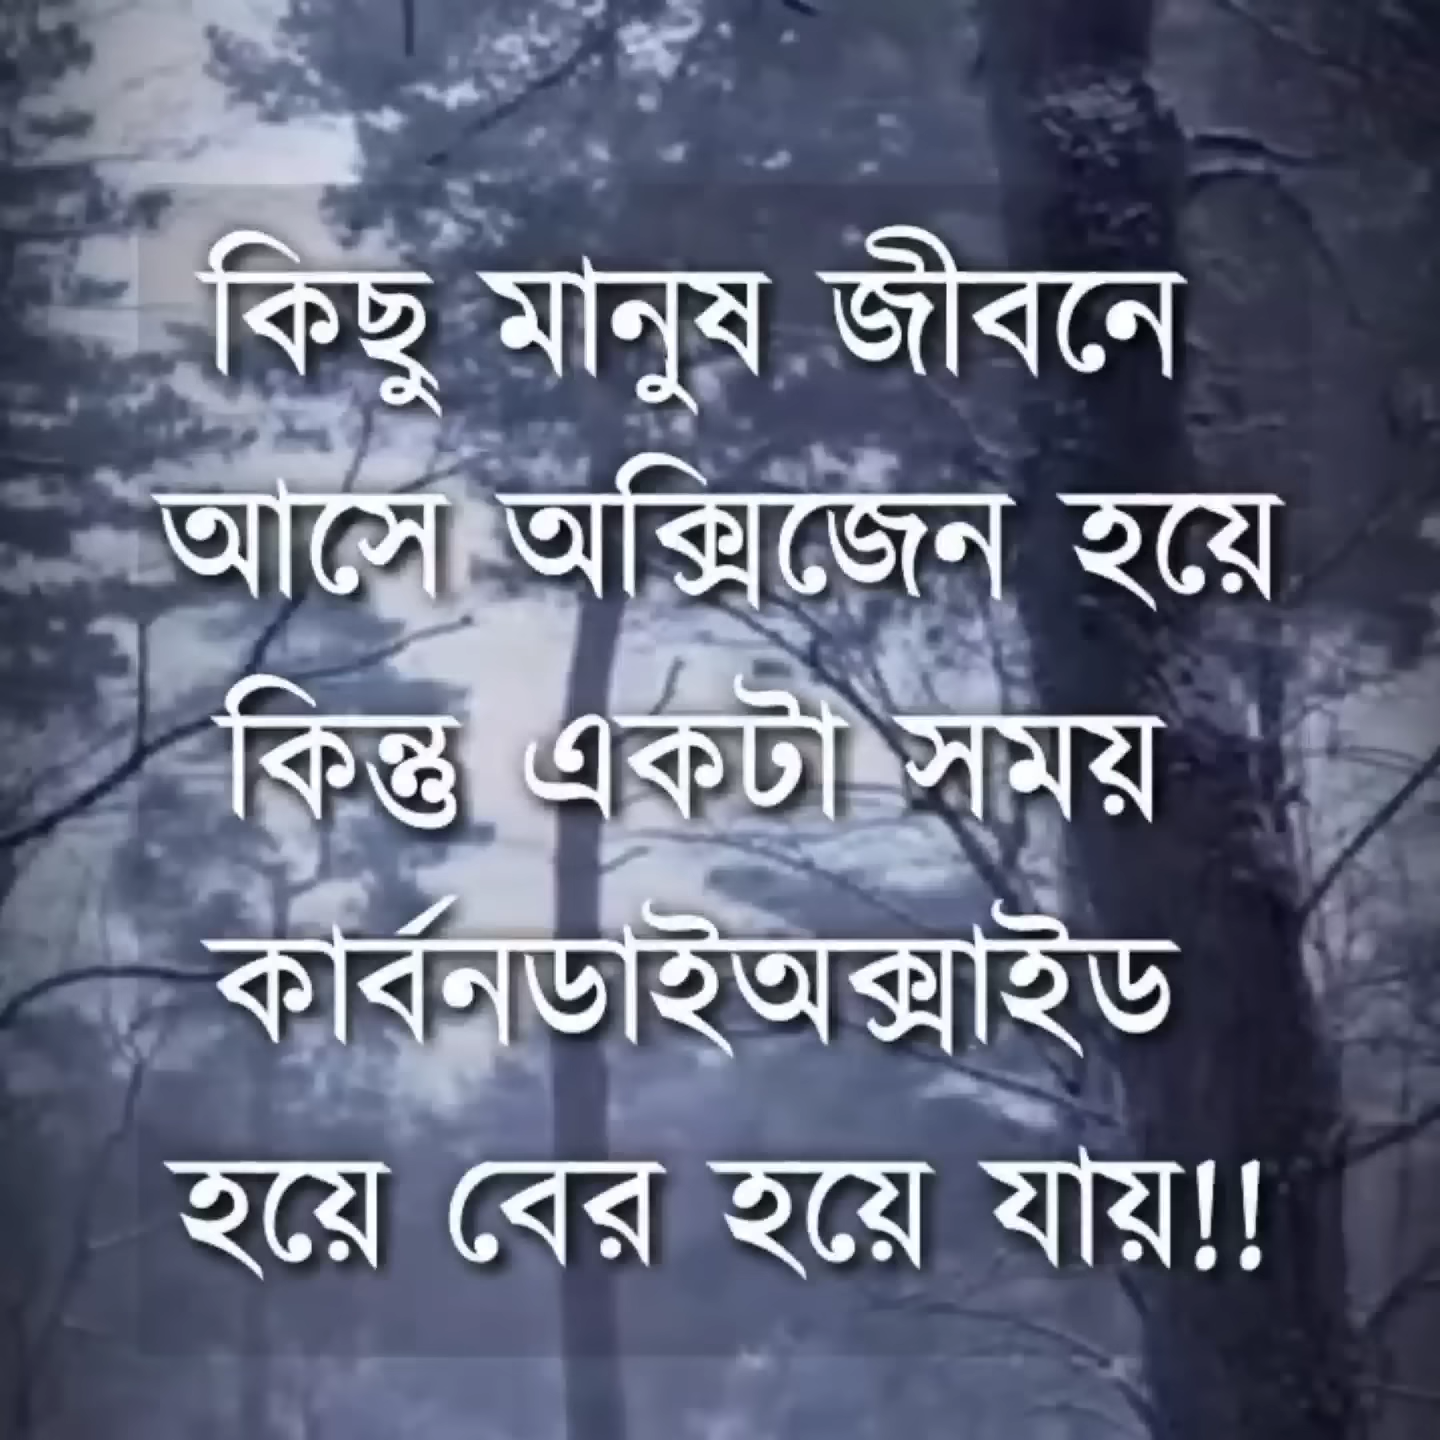 কিছু মানুষ জীবনে
আসে অক্সিজেন হয়ে
কিন্তু একটা সময়
কার্বনডাইঅক্সাইড
হয়ে বের হয়ে যায়!!